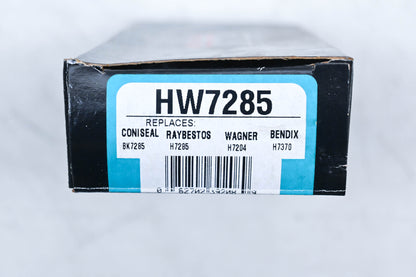 HW7285
REPLACES:
CONISEAL RAYBESTOS WAGNER BENDIX
BK7285 H7285 H7204 H7370